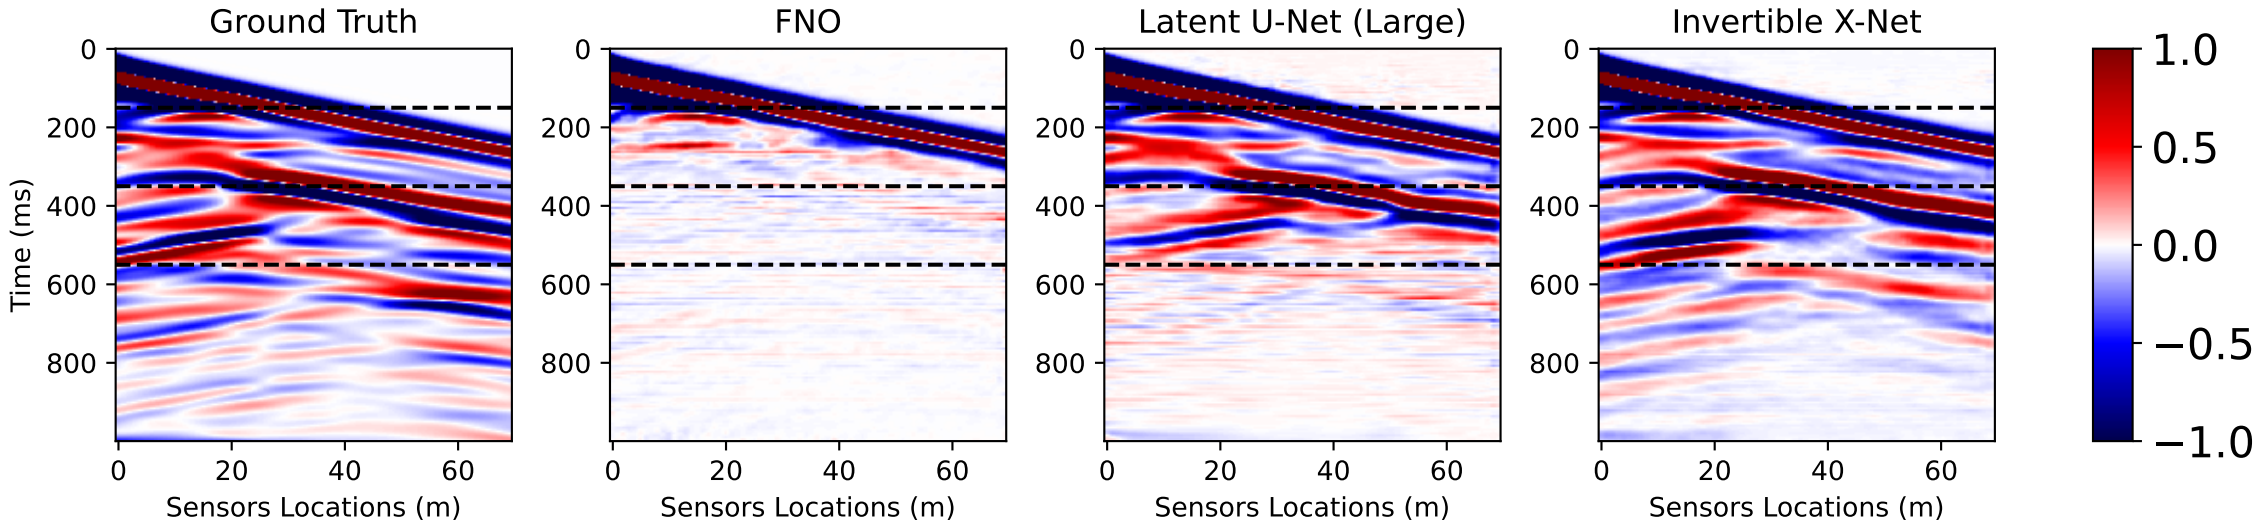 Ground Truth
FNO
Latent U-Net (Large)
Invertible X-Net
0
200
400
600
800
0
200
400
600
800
0
200
400
600
800
0
200
400
600
800
1.0
0.5
0.0
−0.5
−1.0
Time (ms)
0 20 40 60
0 20 40 60
0 20 40 60
0 20 40 60
Sensors Locations (m)
Sensors Locations (m)
Sensors Locations (m)
Sensors Locations (m)